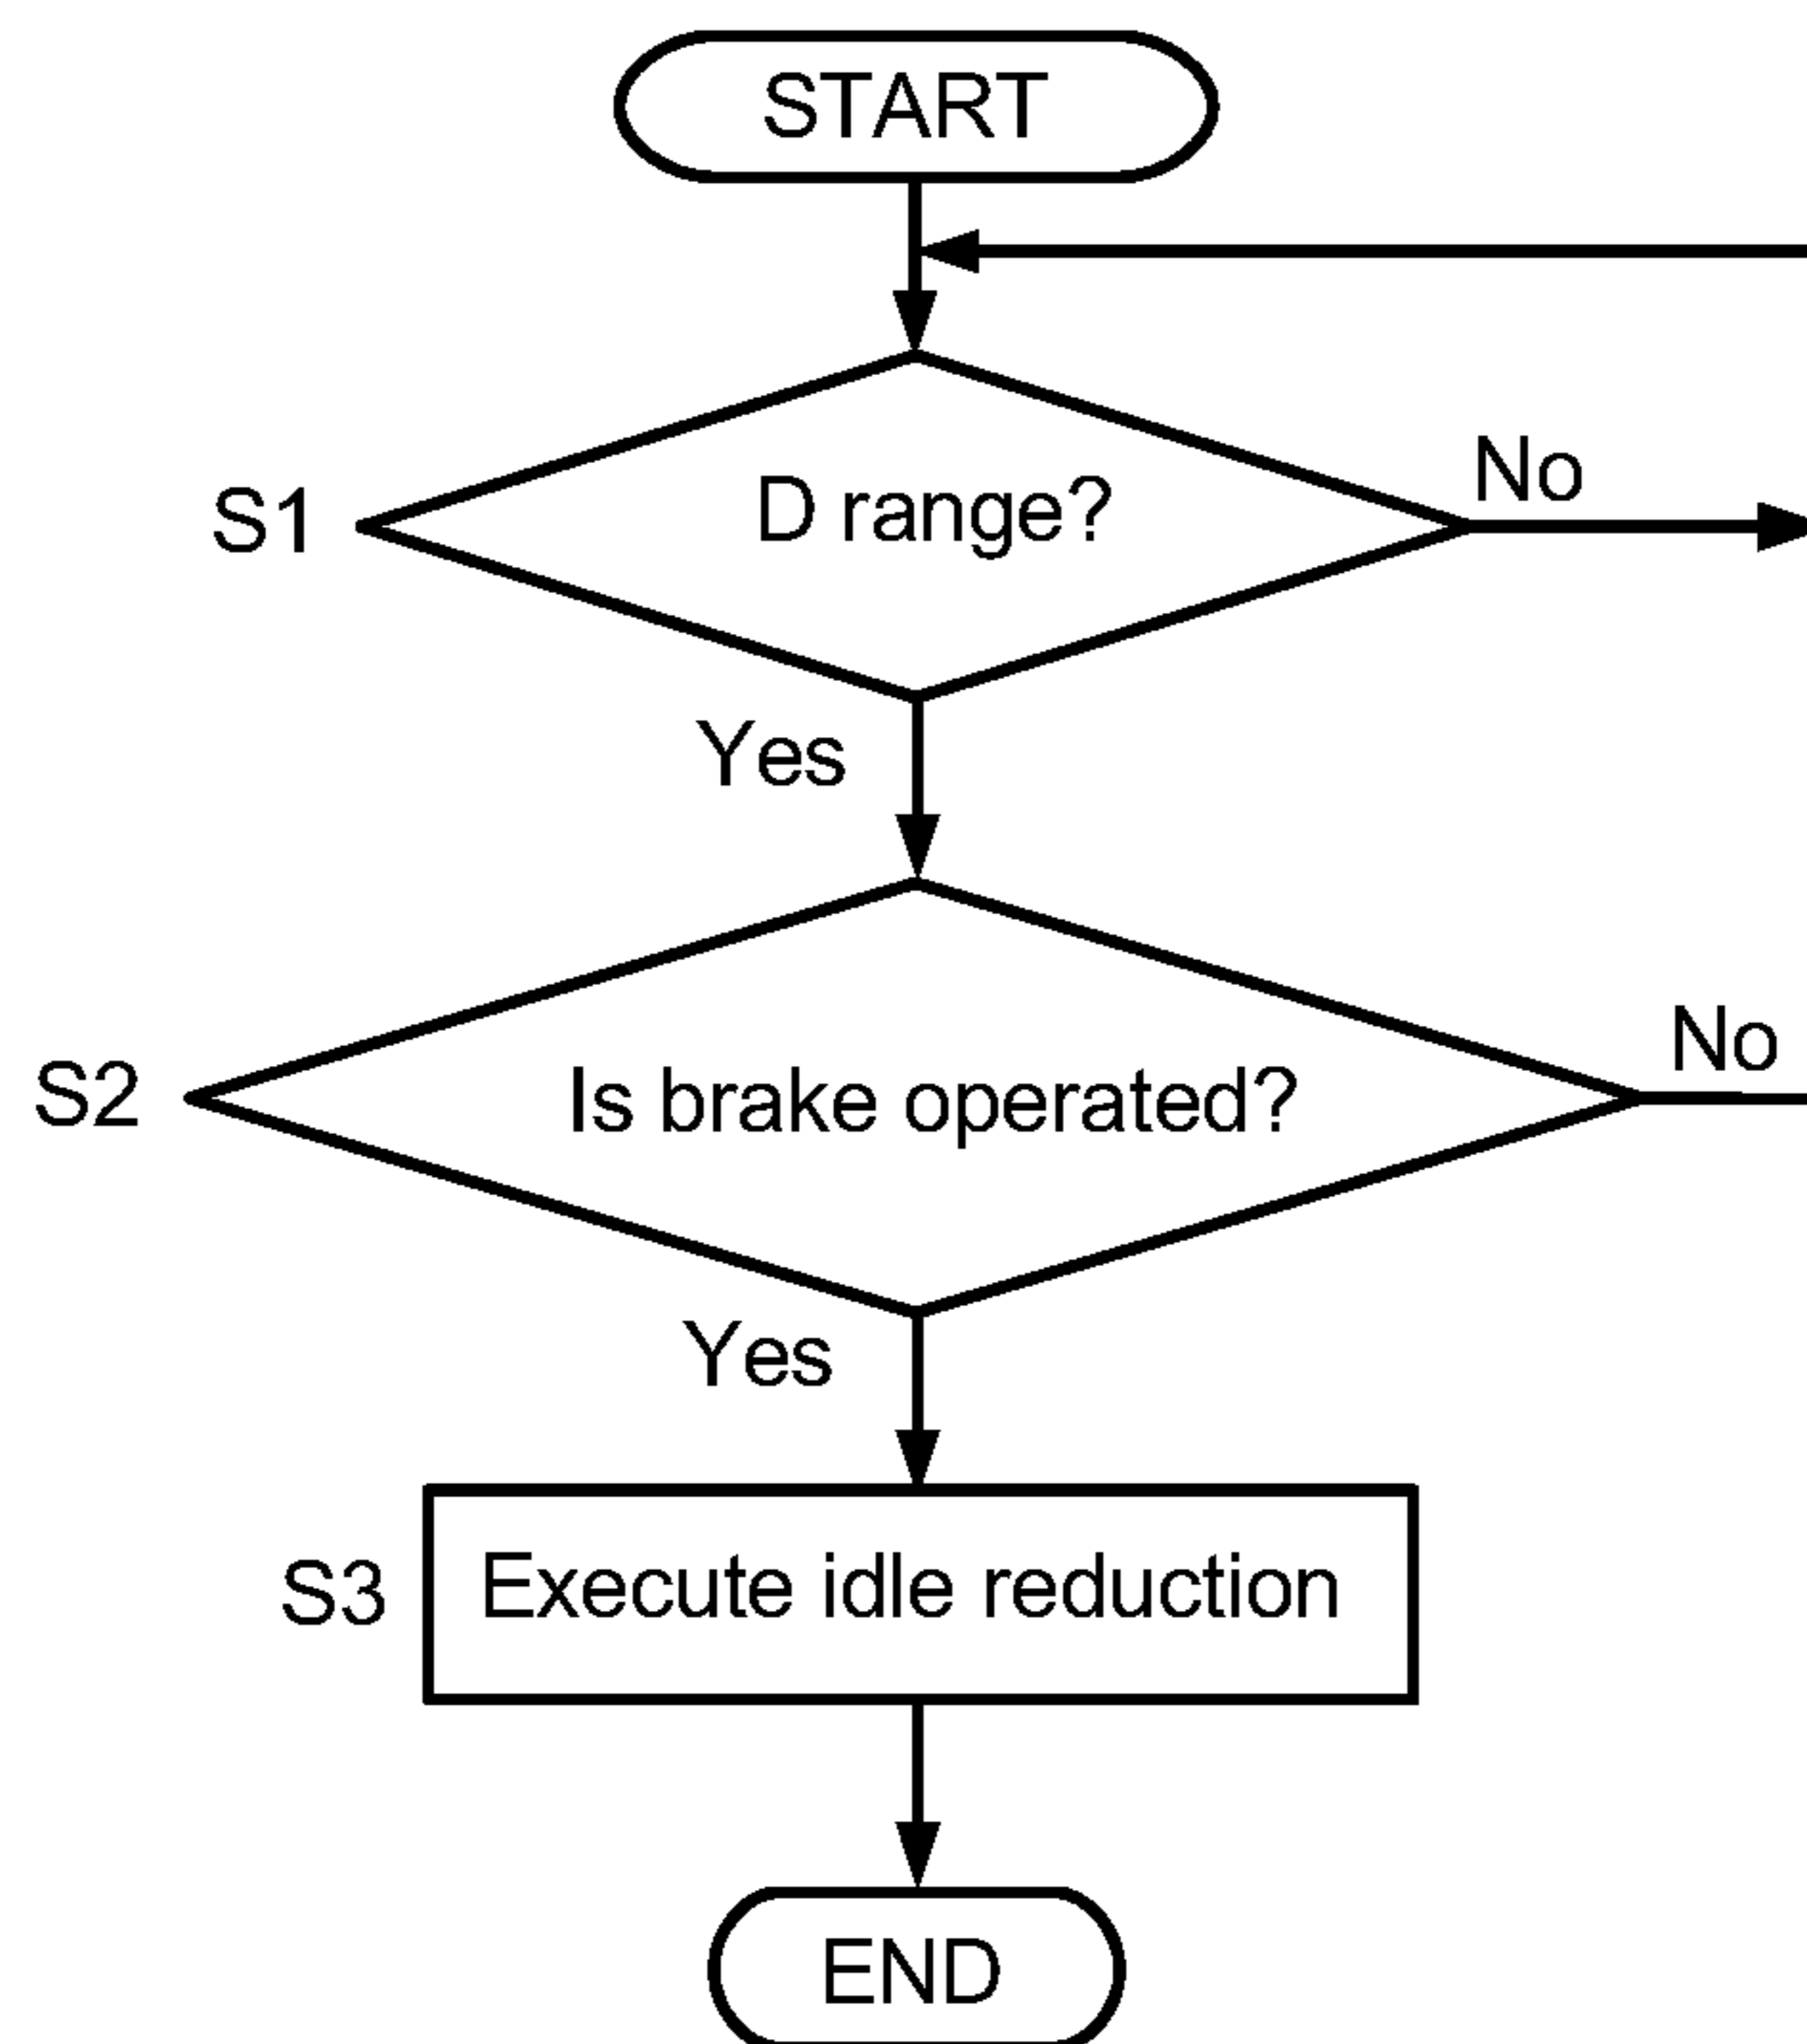 START
No
S1
D range?
Yes
No
S2
Is brake operated?
Yes
S3
Execute idle reduction
END